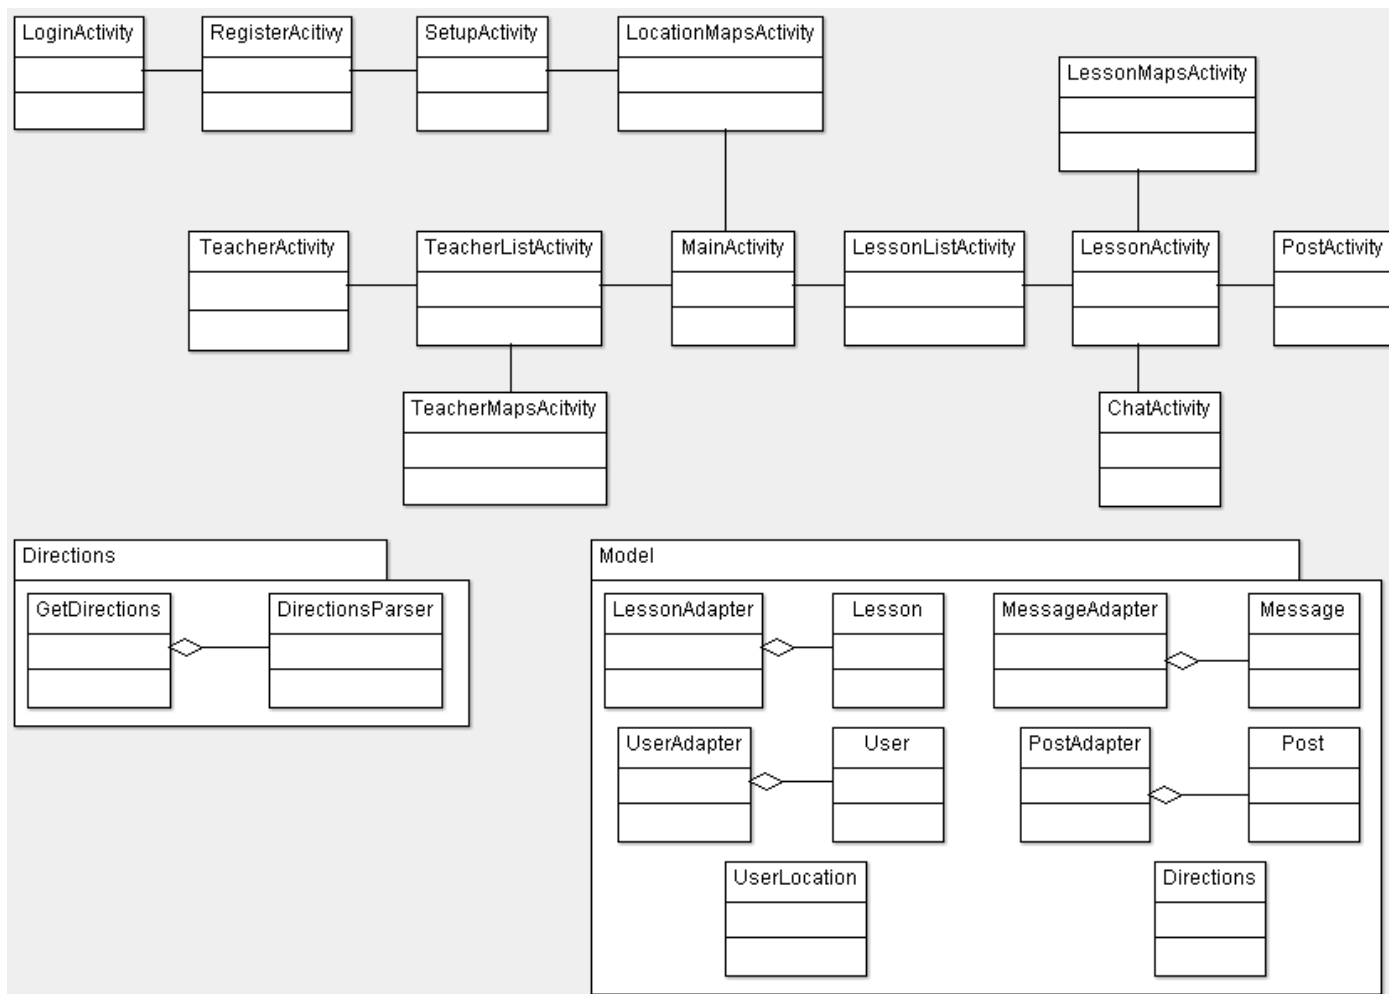 LoginActivity
RegisterAcitivy
SetupActivity
LocationMapsActivity
LessonMapsActivity
TeacherActivity
TeacherListActivity
MainActivity
LessonListActivity
LessonActivity
PostActivity
TeacherMapsAcitvity
ChatActivity
Directions
GetDirections
DirectionsParser
Model
LessonAdapter
Lesson
MessageAdapter
Message
UserAdapter
User
PostAdapter
Post
UserLocation
Directions